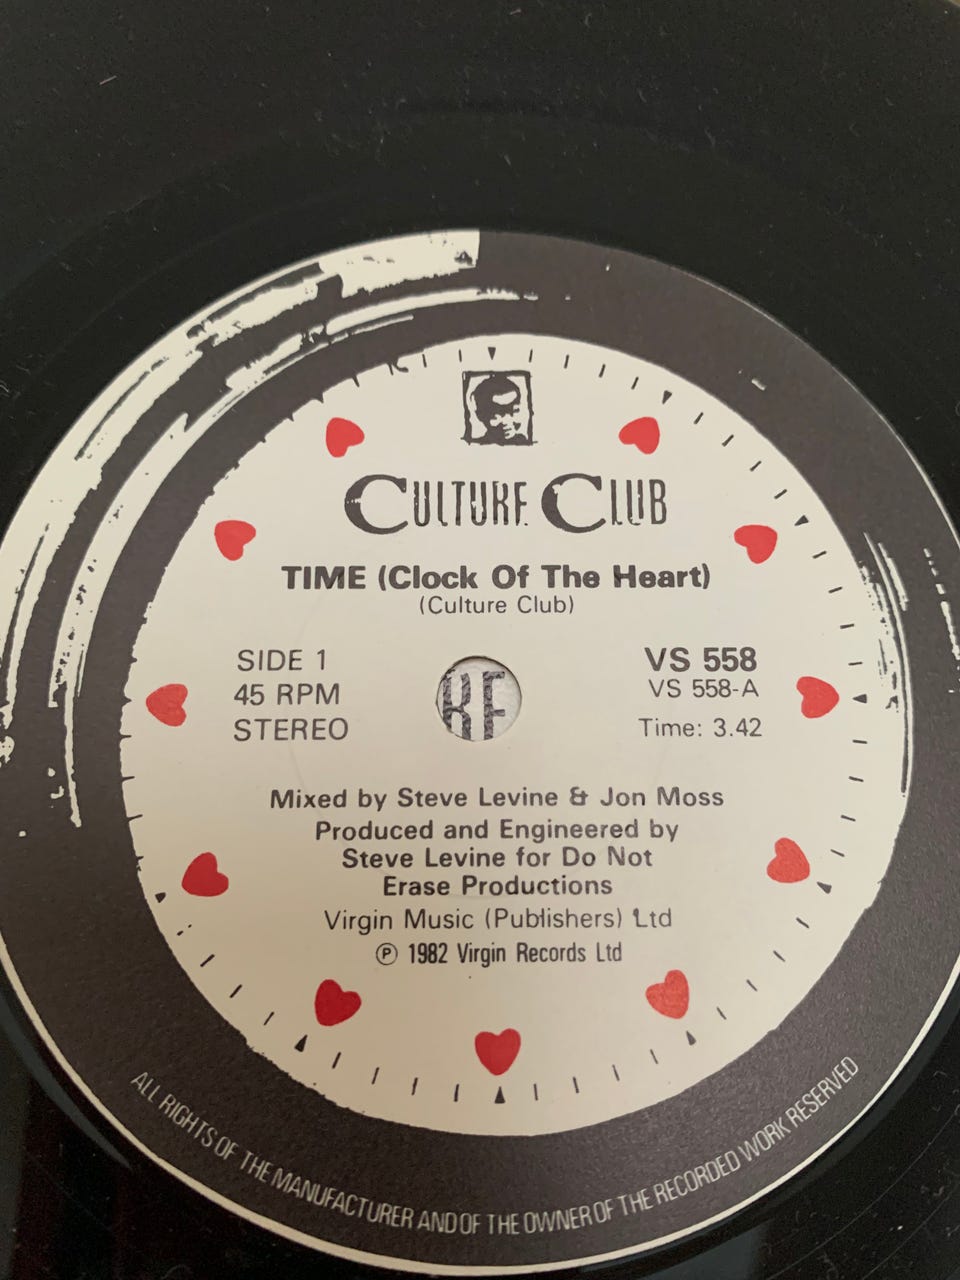 CULTURE CLUB
TIME (Clock Of The Heart)
(Culture Club)
SIDE 1
45 RPM
STEREO
VS 558
VS 558-A
Time: 3.42
Mixed by Steve Levine & Jon Moss
Produced and Engineered by
Steve Levine for Do Not
Erase Productions
Virgin Music (Publishers) Ltd
℗ 1982 Virgin Records Ltd
ALL RIGHTS OF THE MANUFACTURER AND OF THE OWNER OF THE RECORDED WORK RESERVED